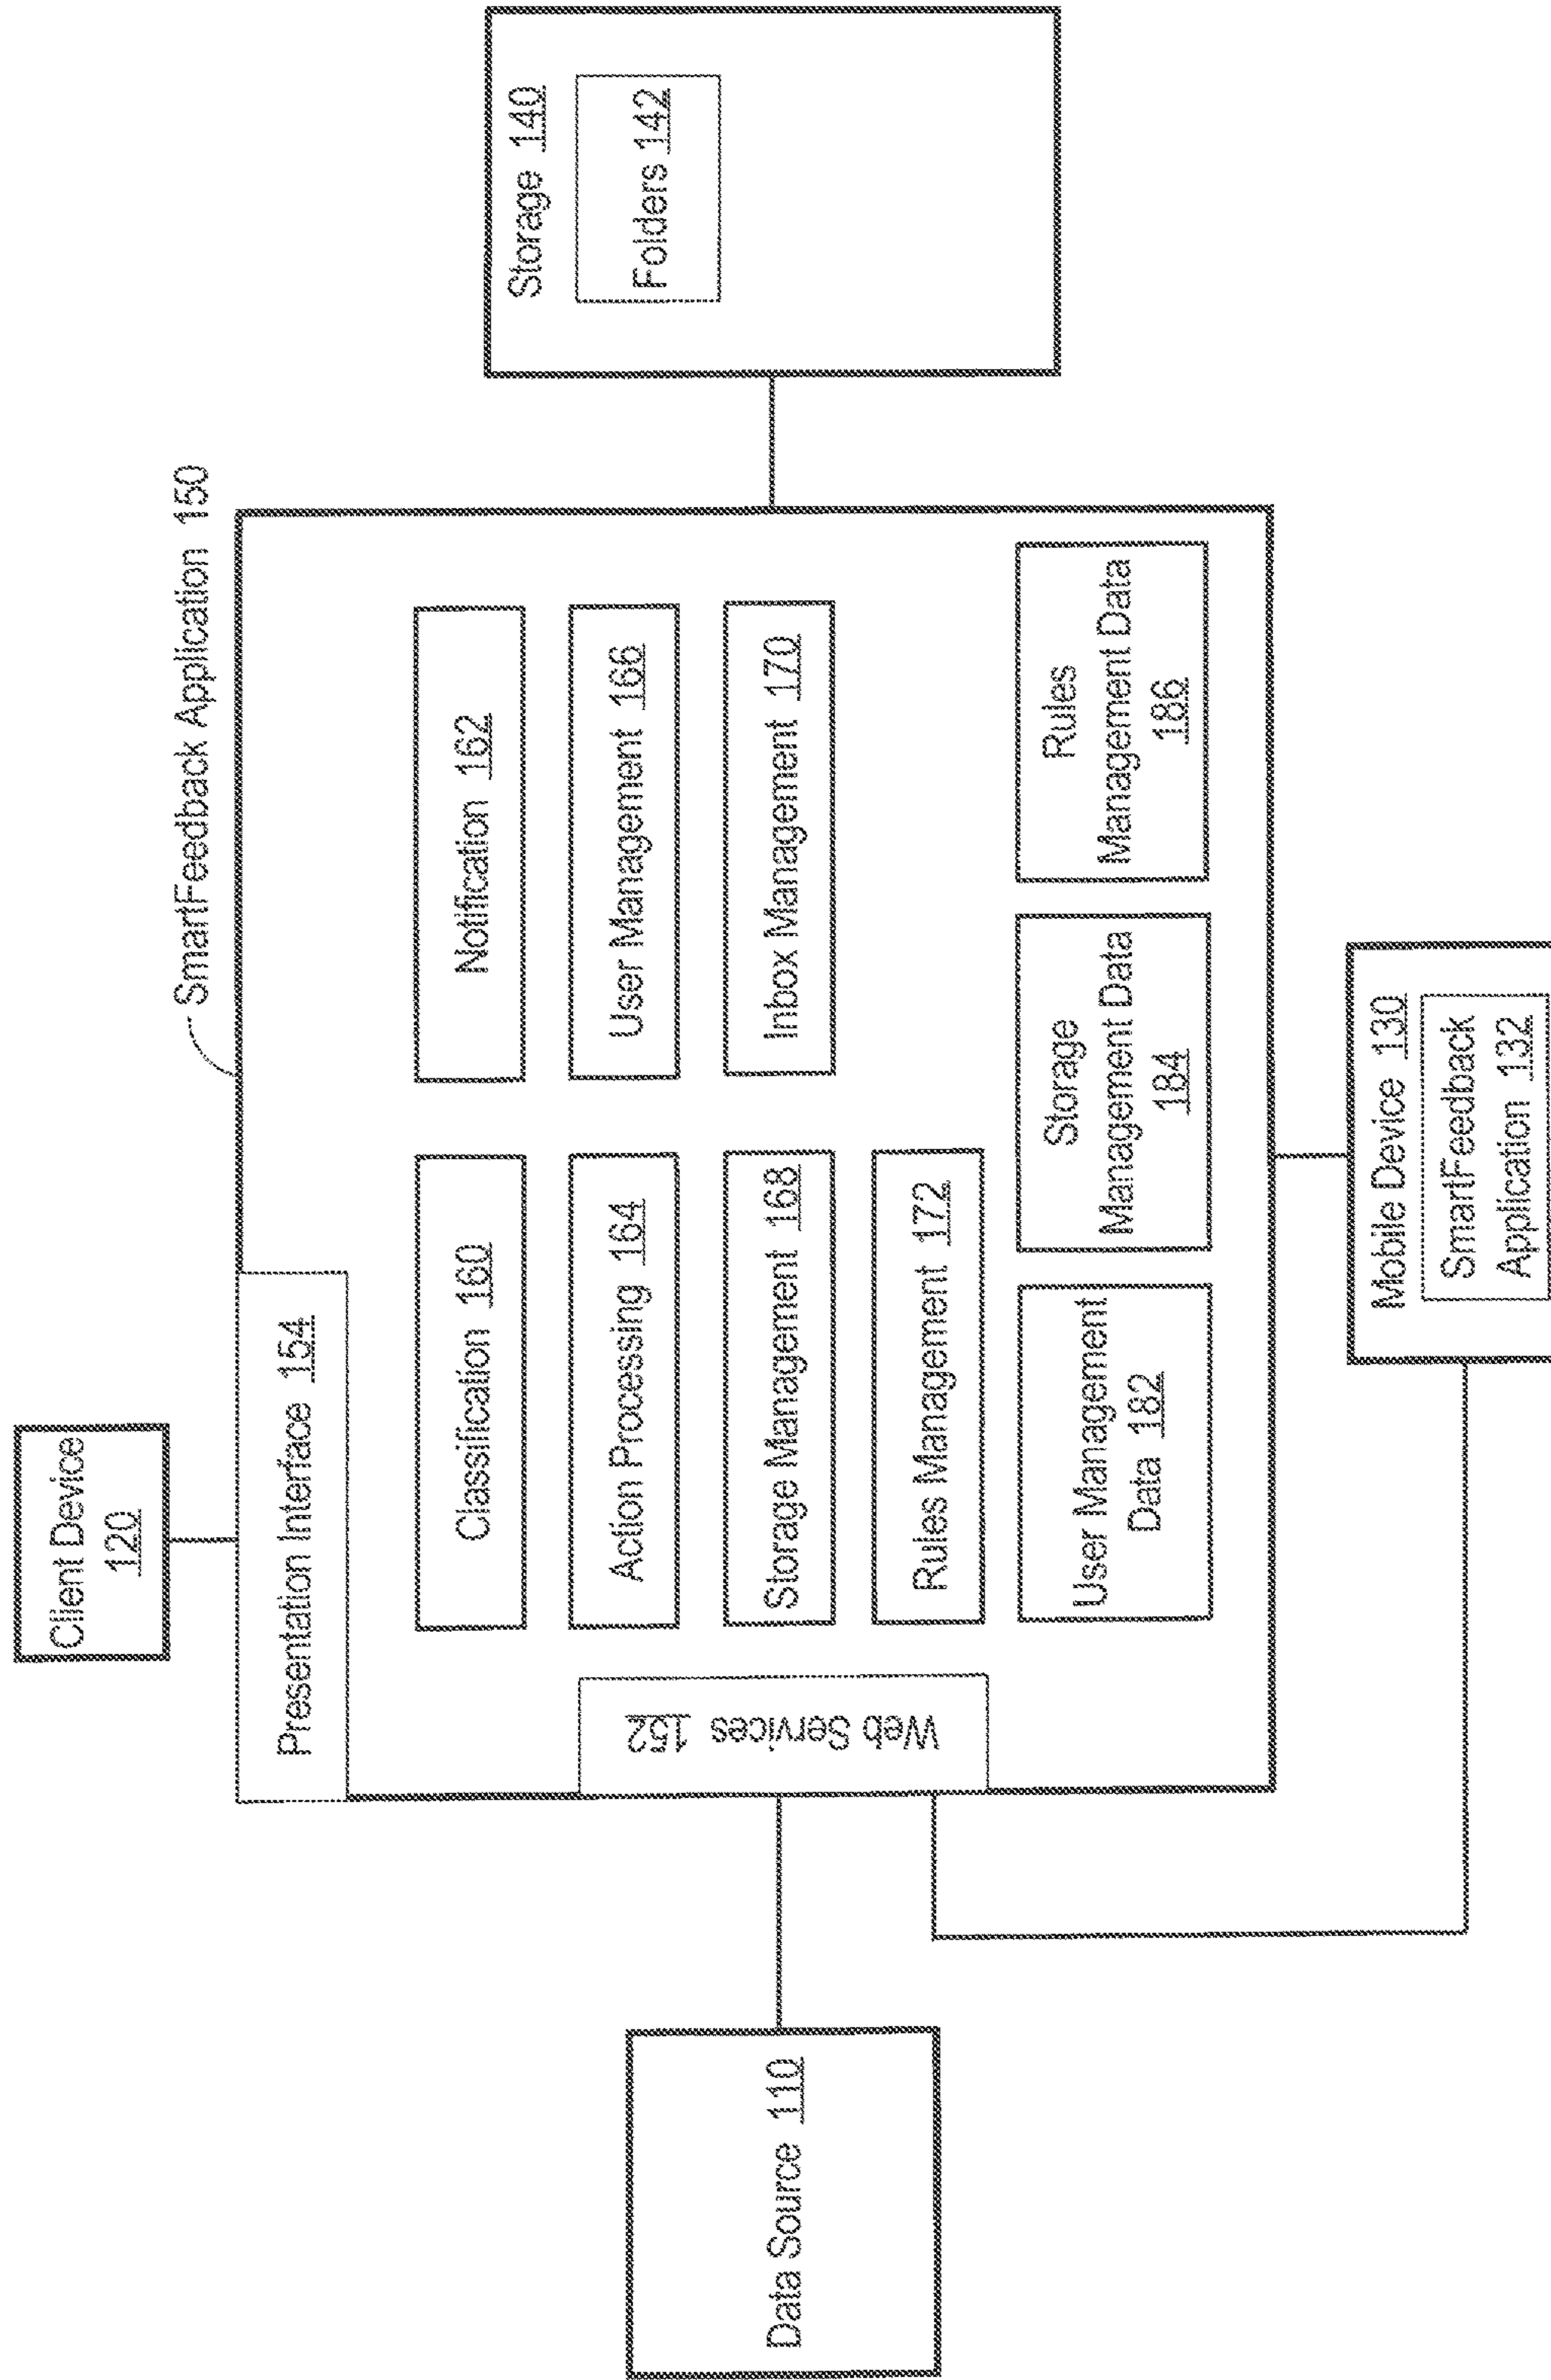 Client Device
120
SmartFeedback Application 150
Presentation Interface 154
Classification 160
Notification 162
Action Processing 164
User Management 166
Storage Management 168
Inbox Management 170
Rules Management 172
User Management
Data 182
Storage
Management Data
184
Rules
Management Data
186
Web Services 152
Data Source 110
Storage 140
Folders 142
Mobile Device 130
SmartFeedback
Application 132